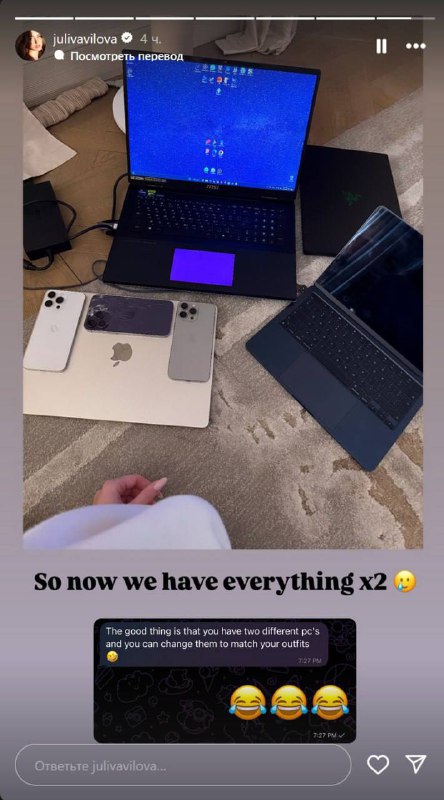 julivavilova 4 ч.
Посмотреть перевод
msi
So now we have everything x2 🥲
The good thing is that you have two different pc's
and you can change them to match your outfits
🤣
7:27 PM
😂😂😂
7:27 PM
Ответьте julivavilova...